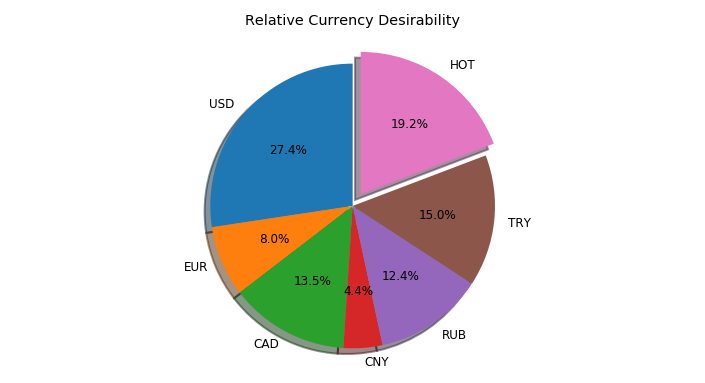 Relative Currency Desirability
HOT
USD
19.2%
27.4%
15.0%
TRY
8.0%
EUR
13.5%
12.4%
4.4%
RUB
CAD
CNY